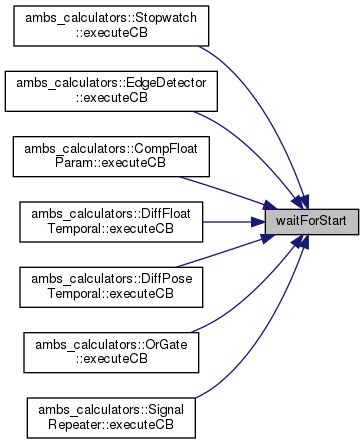 ambs_calculators::Stopwatch
::executeCB
ambs_calculators::EdgeDetector
::executeCB
ambs_calculators::CompFloat
Param::executeCB
ambs_calculators::DiffFloat
Temporal::executeCB
waitForStart
ambs_calculators::DiffPose
Temporal::executeCB
ambs_calculators::OrGate
::executeCB
ambs_calculators::Signal
Repeater::executeCB